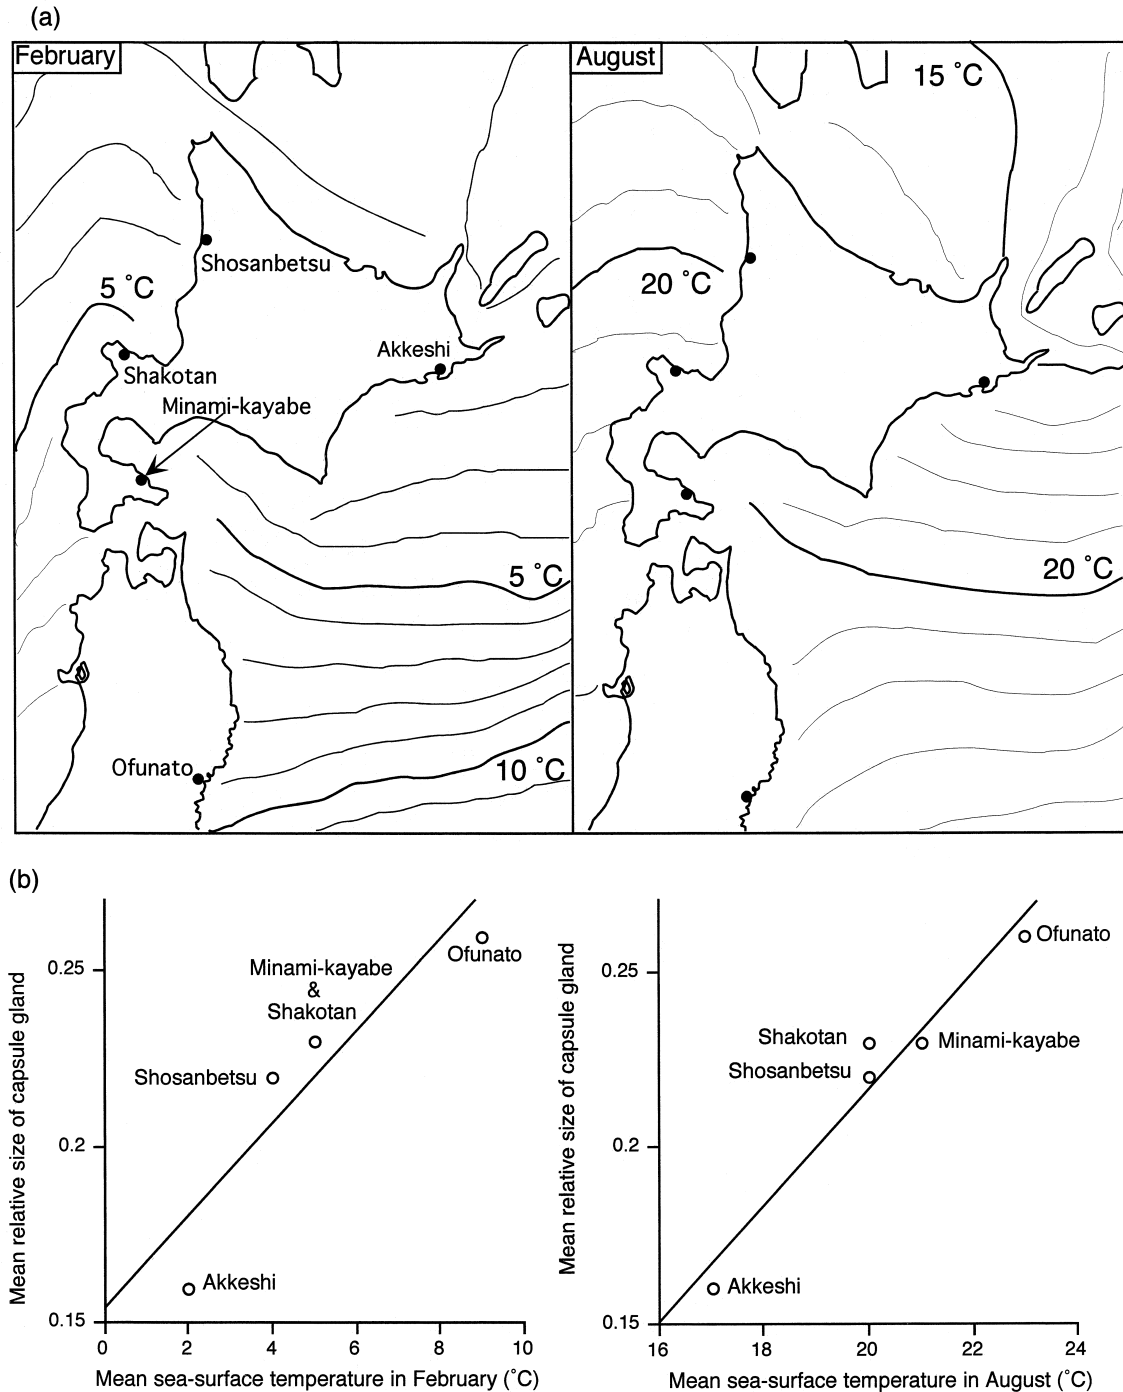 (a)
February
August
15 ˚C
Shosanbetsu
5 ˚C
20 ˚C
Akkeshi
Shakotan
Minami-kayabe
5 ˚C
20 ˚C
Ofunato
10 ˚C
(b)
Mean relative size of capsule gland
0.25
0.2
0.15
Minami-kayabe
&
Shakotan
Ofunato
Shosanbetsu
Akkeshi
0
2
4
6
8
10
Mean sea-surface temperature in February (˚C)
Mean relative size of capsule gland
0.25
0.2
0.15
Ofunato
Shakotan
Minami-kayabe
Shosanbetsu
Akkeshi
16
18
20
22
24
Mean sea-surface temperature in August (˚C)